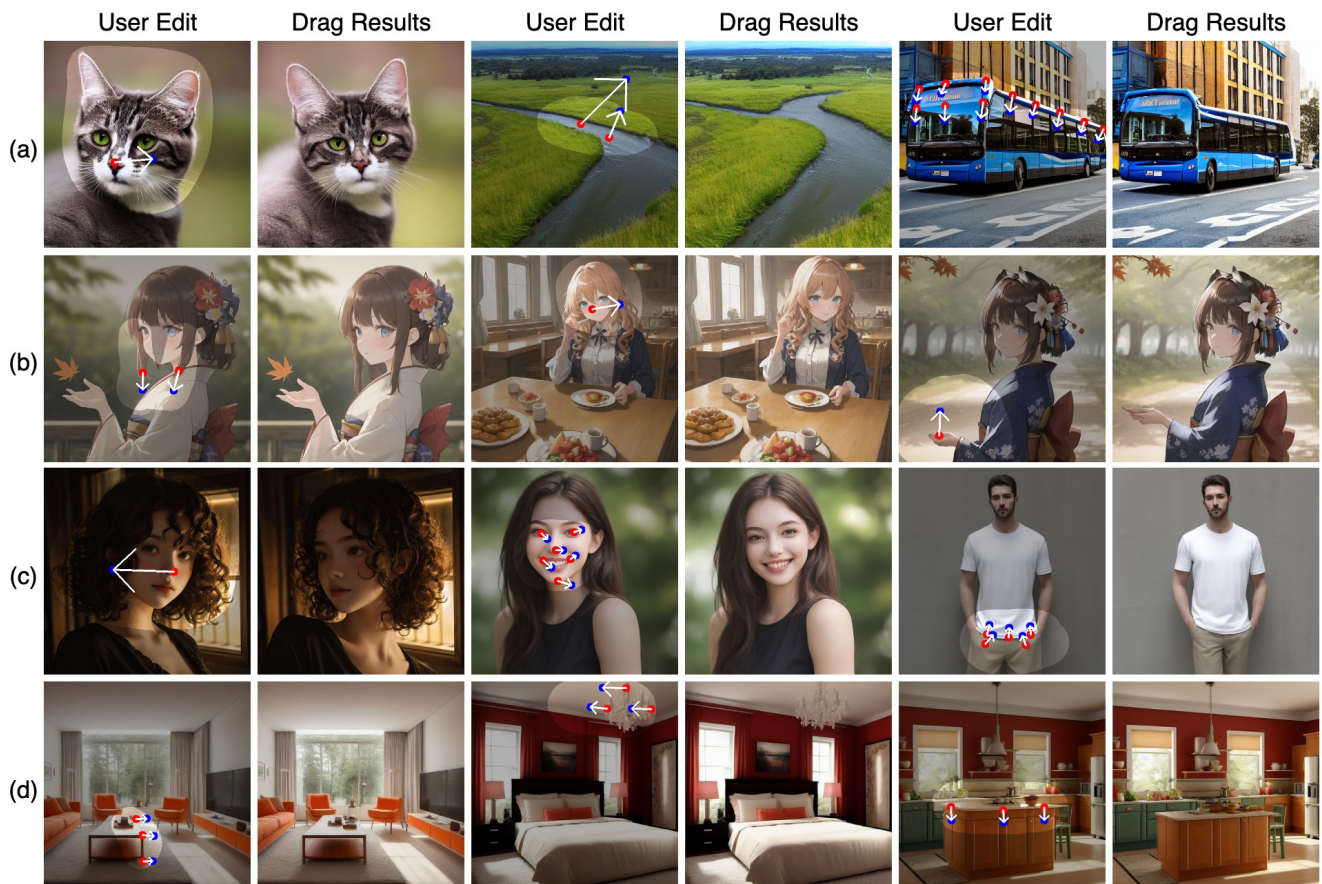 User Edit Drag Results User Edit Drag Results User Edit Drag Results
(a)
(b)
(c)
(d)